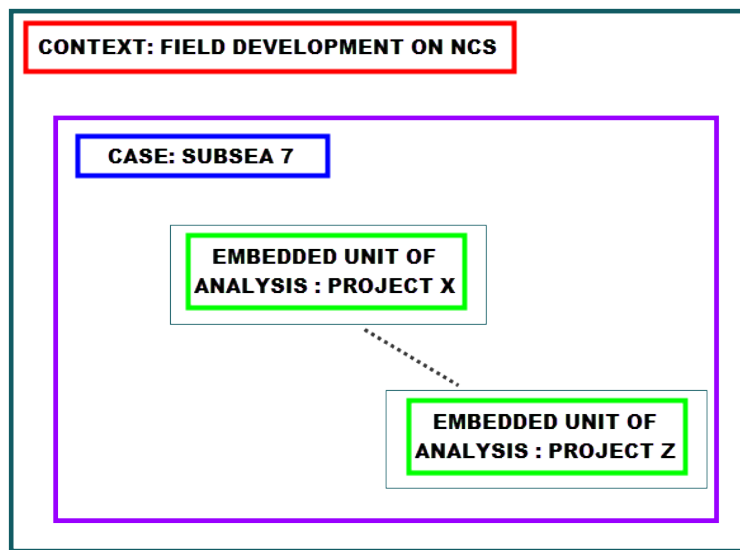 CONTEXT: FIELD DEVELOPMENT ON NCS
CASE: SUBSEA 7
EMBEDDED UNIT OF
ANALYSIS : PROJECT X
EMBEDDED UNIT OF
ANALYSIS : PROJECT Z